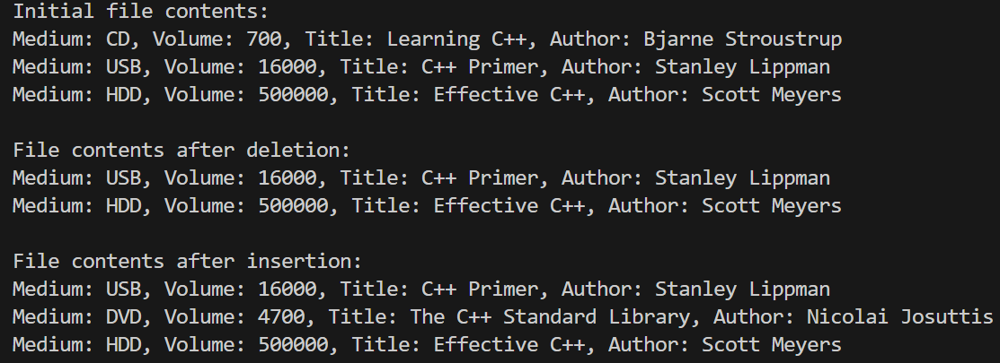 Initial file contents:
Medium: CD, Volume: 700, Title: Learning C++, Author: Bjarne Stroustrup
Medium: USB, Volume: 16000, Title: C++ Primer, Author: Stanley Lippman
Medium: HDD, Volume: 500000, Title: Effective C++, Author: Scott Meyers

File contents after deletion:
Medium: USB, Volume: 16000, Title: C++ Primer, Author: Stanley Lippman
Medium: HDD, Volume: 500000, Title: Effective C++, Author: Scott Meyers

File contents after insertion:
Medium: USB, Volume: 16000, Title: C++ Primer, Author: Stanley Lippman
Medium: DVD, Volume: 4700, Title: The C++ Standard Library, Author: Nicolai Josuttis
Medium: HDD, Volume: 500000, Title: Effective C++, Author: Scott Meyers